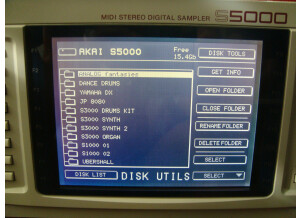 MIDI STEREO DIGITAL SAMPLER S5000
AKAI S5000
Free
15.4Gb
DISK TOOLS
ANALOG Fantasies
GET INFO
DANCE DRUMS
YAMAHA DX
OPEN FOLDER
JP 8080
S3000 DRUMS KIT
CLOSE FOLDER
S3000 SYNTH
S3000 SYNTH 2
RENAME FOLDER
S3000 ORGAN
S1000 01
DELETE FOLDER
S1000 02
UBERSHALL
SELECT
DISK LIST
DISK UTILS
SELECT